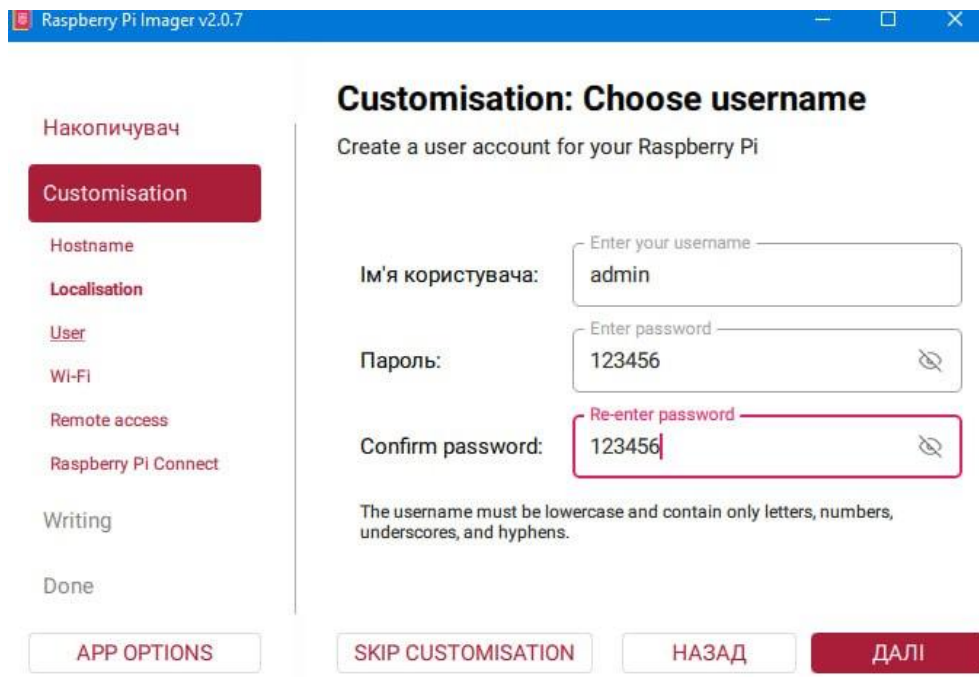 Raspberry Pi Imager v2.0.7
Накопичувач
Customisation
Hostname
Localisation
User
Wi-Fi
Remote access
Raspberry Pi Connect
Writing
Done
APP OPTIONS
Customisation: Choose username
Create a user account for your Raspberry Pi
Enter your username
Ім'я користувача: admin
Enter password
Пароль: 123456
Re-enter password
Confirm password: 123456
The username must be lowercase and contain only letters, numbers,
underscores, and hyphens.
SKIP CUSTOMISATION НАЗАД ДАЛІ